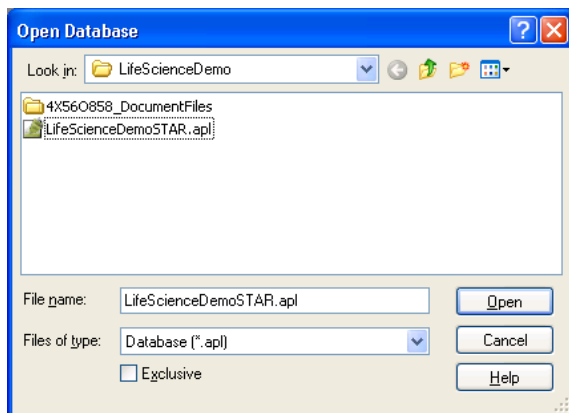 Open Database
Look in: LifeScienceDemo
4X56O858_DocumentFiles
LifeScienceDemoSTAR.apl
File name: LifeScienceDemoSTAR.apl Open
Files of type: Database (*.apl) Cancel
Exclusive Help